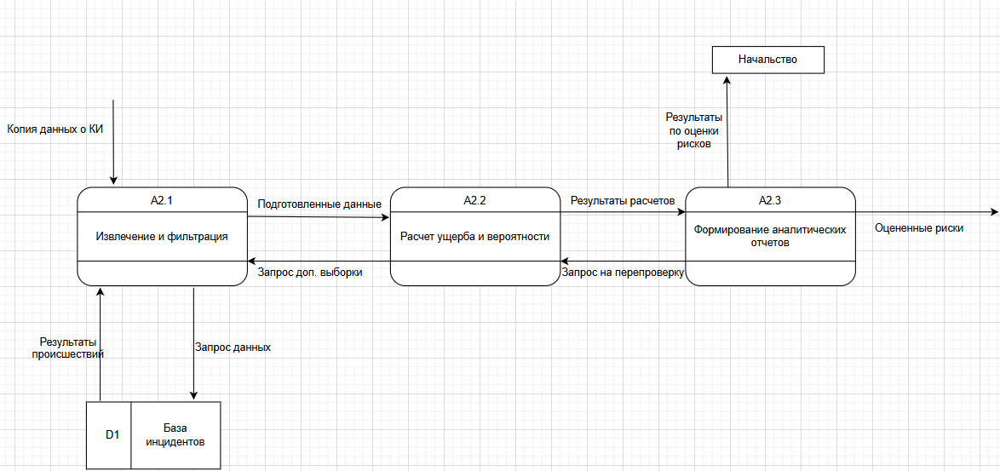 Начальство
Результаты
по оценки
рисков
Копия данных о КИ
A2.1
Извлечение и фильтрация
Подготовленные данные
Запрос доп. выборки
A2.2
Расчет ущерба и вероятности
Результаты расчетов
Запрос на перепроверку
A2.3
Формирование аналитических
отчетов
Оцененные риски
Результаты
происшествий
Запрос данных
D1
База
инцидентов